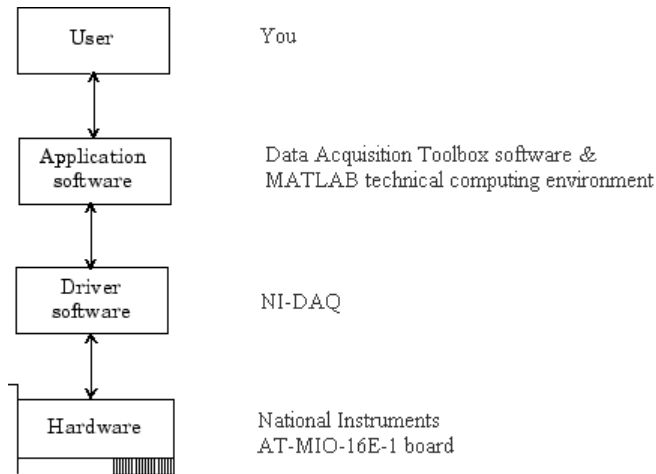 User
You
Application
software
Data Acquisition Toolbox software &
MATLAB technical computing environment
Driver
software
NI-DAQ
Hardware
National Instruments
AT-MIO-16E-1 board